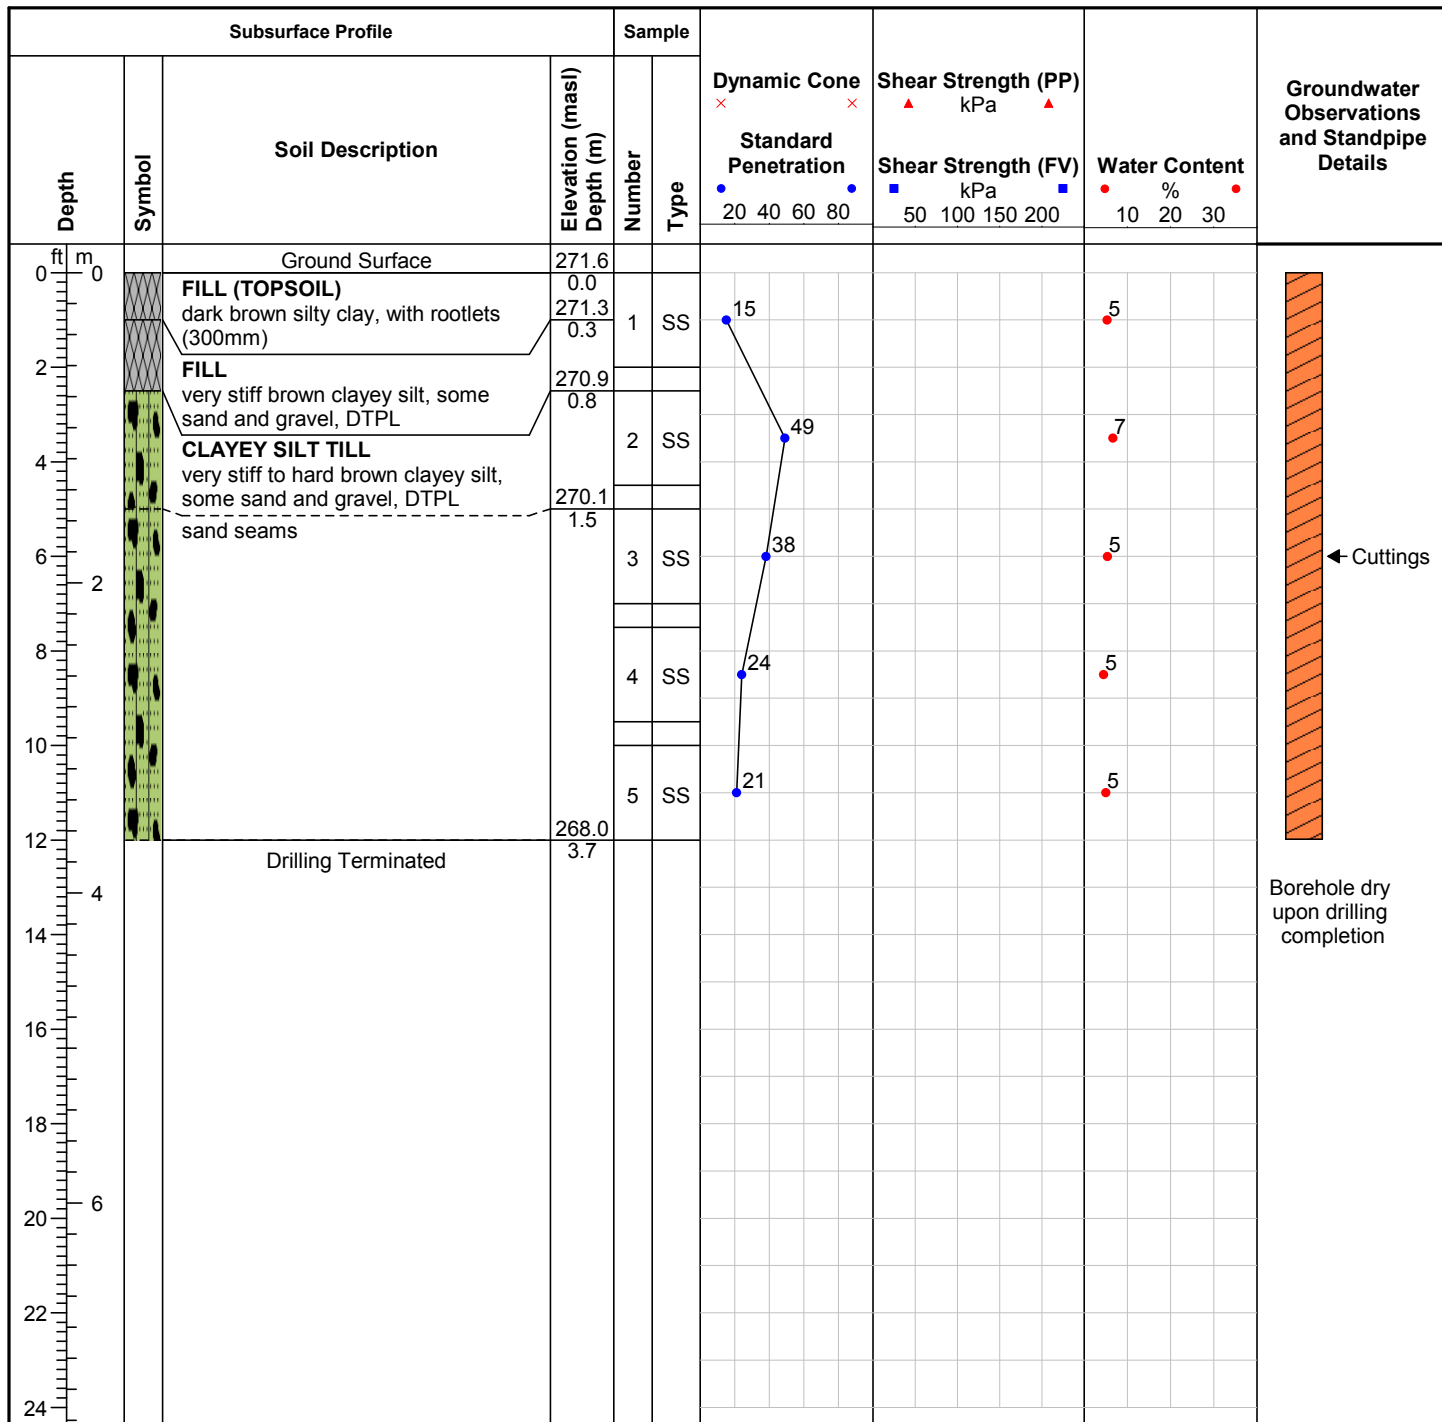 Subsurface Profile
Sample
Depth
Symbol
Soil Description
Elevation (masl)
Depth (m)
Number
Type
Dynamic Cone
Standard
Penetration
20 40 60 80
Shear Strength (PP)
kPa
Shear Strength (FV)
kPa
50 100 150 200
Water Content
%
10 20 30
Groundwater
Observations
and Standpipe
Details
ft m
Ground Surface
271.6
0 0
0.0
FILL (TOPSOIL)
dark brown silty clay, with rootlets
(300mm)
271.3
0.3
1 SS
15
5
2
FILL
very stiff brown clayey silt, some
sand and gravel, DTPL
270.9
0.8
2 SS
49
7
4
CLAYEY SILT TILL
very stiff to hard brown clayey silt,
some sand and gravel, DTPL
270.1
1.5
sand seams
3 SS
38
5
6
Cuttings
2
8
4 SS
24
5
10
5 SS
21
5
268.0
12
3.7
Drilling Terminated
4
Borehole dry
upon drilling
completion
14
16
18
6
20
22
24